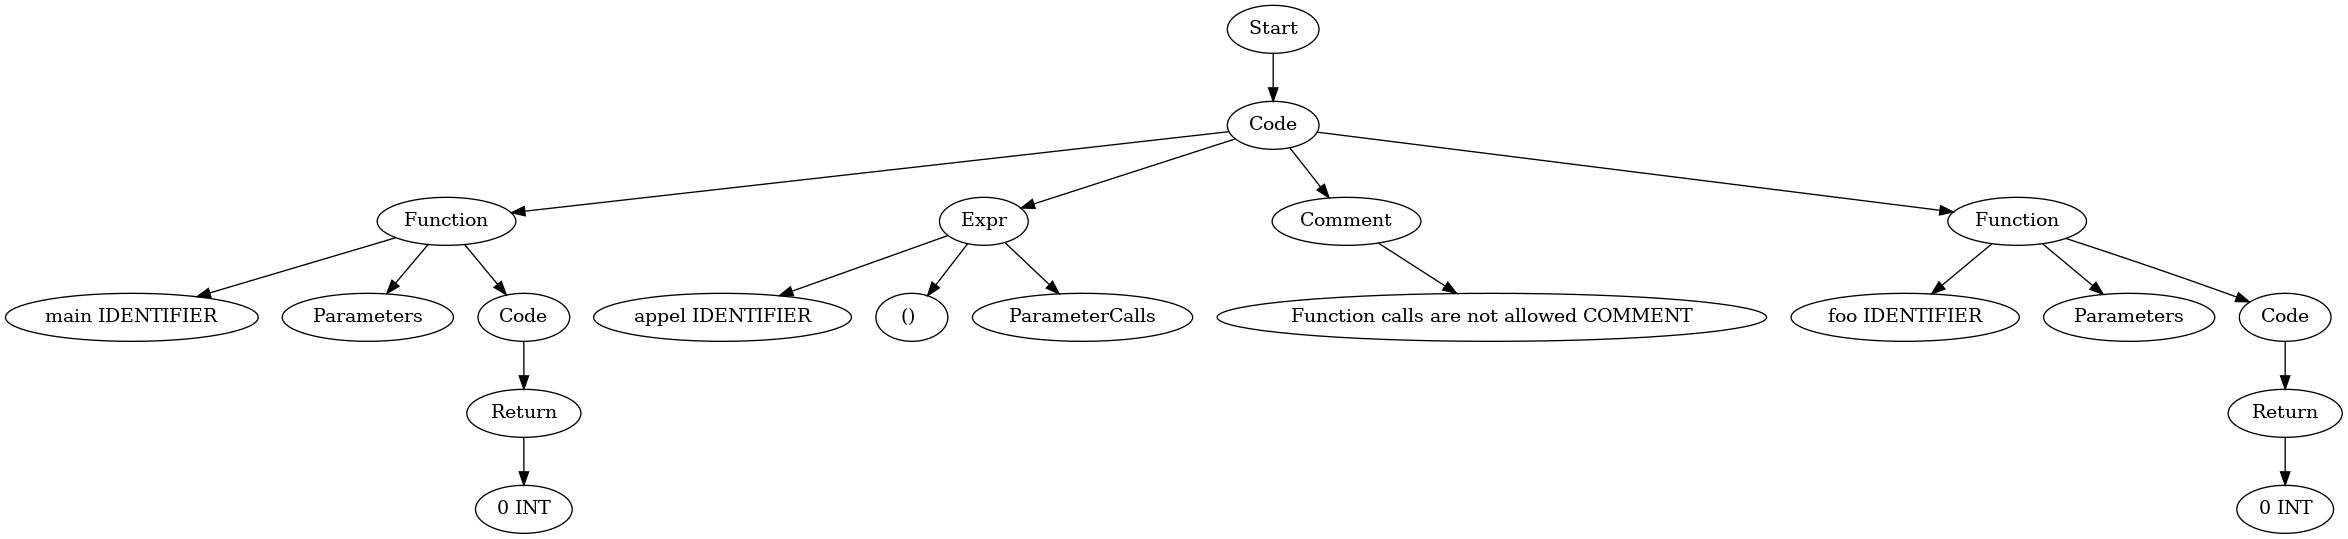 Start
Code
Function
Expr
Comment
Function
main IDENTIFIER
Parameters
Code
appel IDENTIFIER
()
ParameterCalls
Function calls are not allowed COMMENT
foo IDENTIFIER
Parameters
Code
Return
Return
0 INT
0 INT